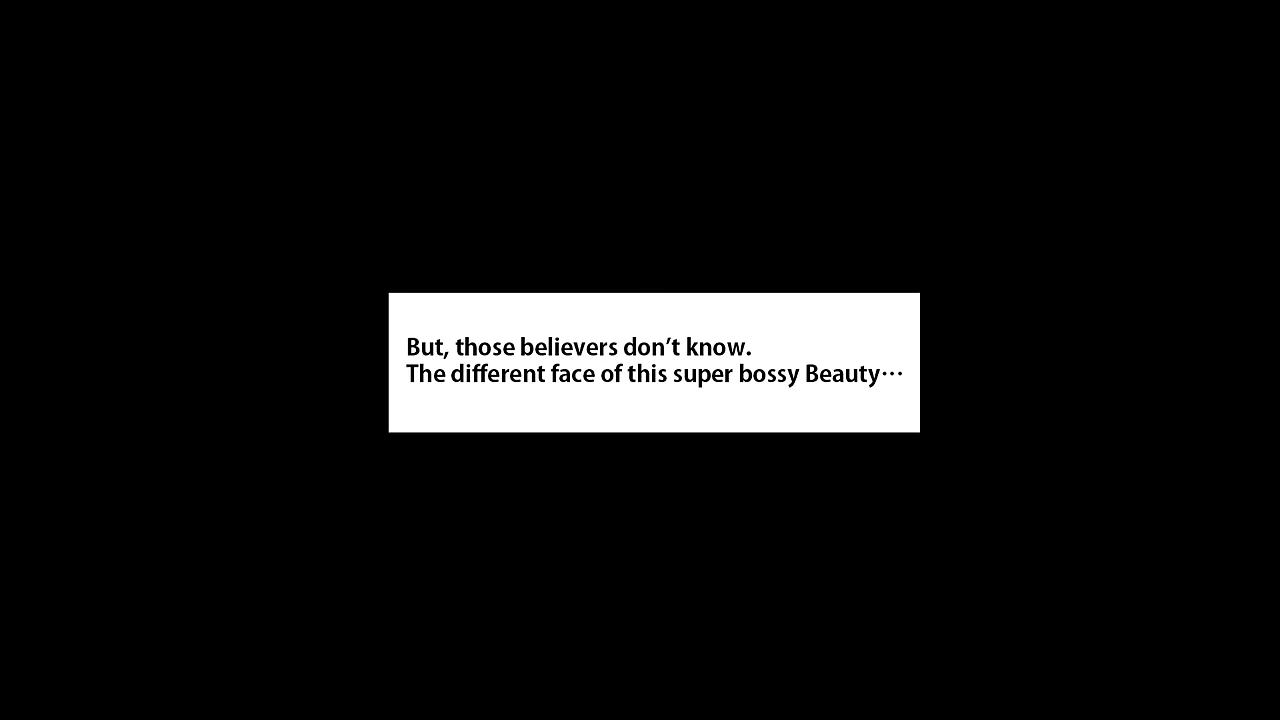 But, those believers don’t know.
The different face of this super bossy Beauty⋯